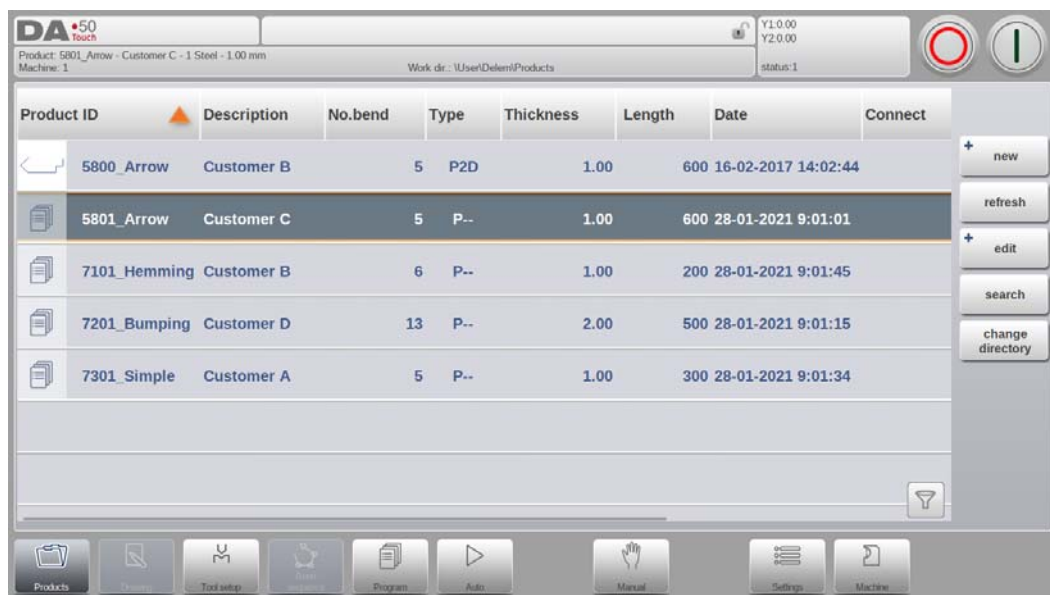 DA•50
Touch
Y1:0.00
Y2:0.00
Product: 5801_Arrow - Customer C - 1 Steel - 1.00 mm
Machine: 1
Work dir.: \User\Delem\Products
status:1
Product ID Description No.bend Type Thickness Length Date Connect
5800_Arrow Customer B 5 P2D 1.00 600 16-02-2017 14:02:44
5801_Arrow Customer C 5 P-- 1.00 600 28-01-2021 9:01:01
7101_Hemming Customer B 6 P-- 1.00 200 28-01-2021 9:01:45
7201_Bumping Customer D 13 P-- 2.00 500 28-01-2021 9:01:15
7301_Simple Customer A 5 P-- 1.00 300 28-01-2021 9:01:34
+ new
refresh
+ edit
search
change
directory
Products Drawing Tool setup Bend
sequence Program Auto Manual Settings Machine